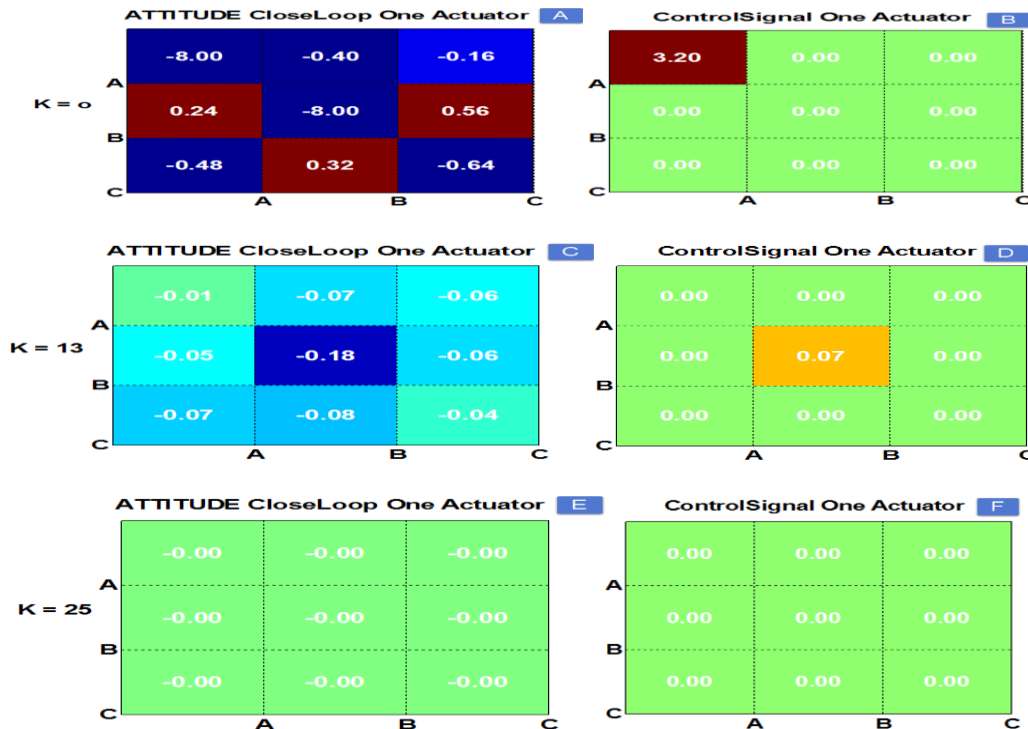 ATTITUDE CloseLoop One Actuator A
ControlSignal One Actuator B
-8.00 -0.40 -0.16
3.20 0.00 0.00
A
A
K = o
0.24 -8.00 0.56
0.00 0.00 0.00
B
B
-0.48 0.32 -0.64
0.00 0.00 0.00
C
C
A B C
A B C
ATTITUDE CloseLoop One Actuator C
ControlSignal One Actuator D
-0.01 -0.07 -0.06
0.00 0.00 0.00
A
A
K = 13
-0.05 -0.18 -0.06
0.00 0.07 0.00
B
B
-0.07 -0.08 -0.04
0.00 0.00 0.00
C
C
A B C
A B C
ATTITUDE CloseLoop One Actuator E
ControlSignal One Actuator F
-0.00 -0.00 -0.00
0.00 0.00 0.00
A
A
K = 25
-0.00 -0.00 -0.00
0.00 0.00 0.00
B
B
-0.00 -0.00 -0.00
0.00 0.00 0.00
C
C
A B C
A B C